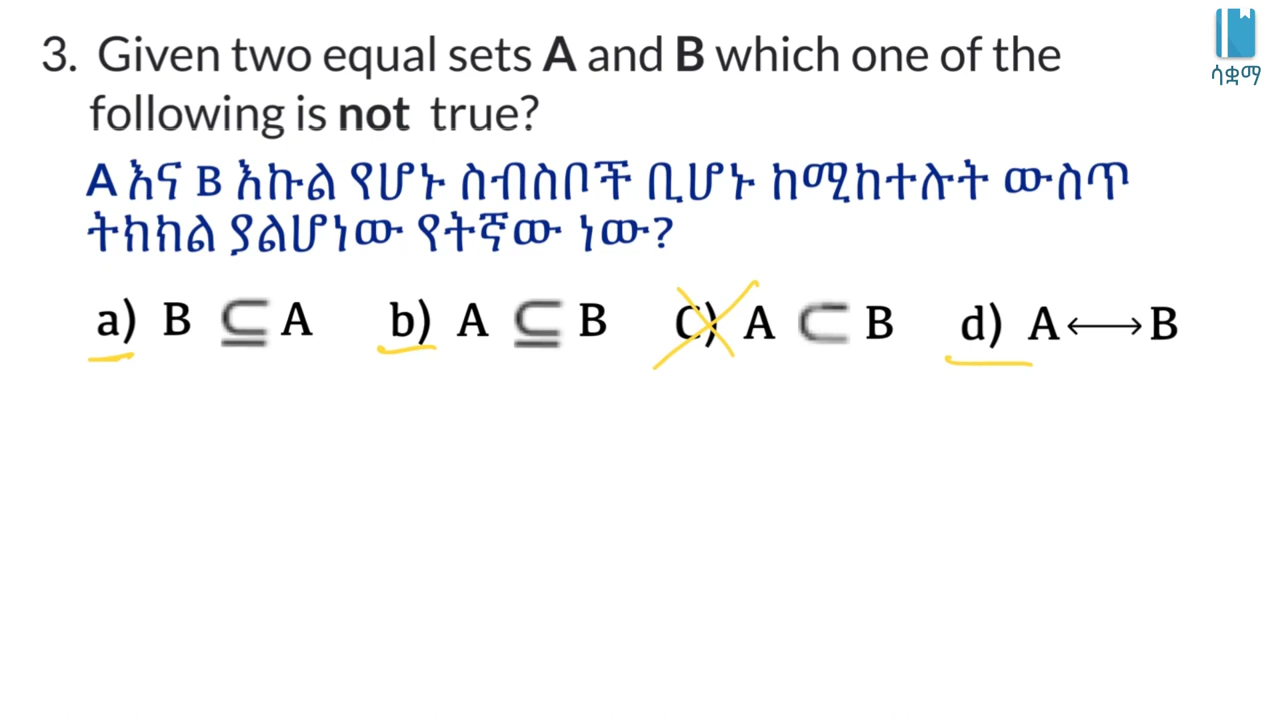 ሳቋማ
3. Given two equal sets A and B which one of the
following is not true?
A እና B እኩል የሆኑ ስብስቦች ቢሆኑ ከሚከተሉት ውስጥ
ትክክል ያልሆነው የትኛው ነው?
a) B ⊆ A b) A ⊆ B C) A ⊂ B d) A ⟷ B